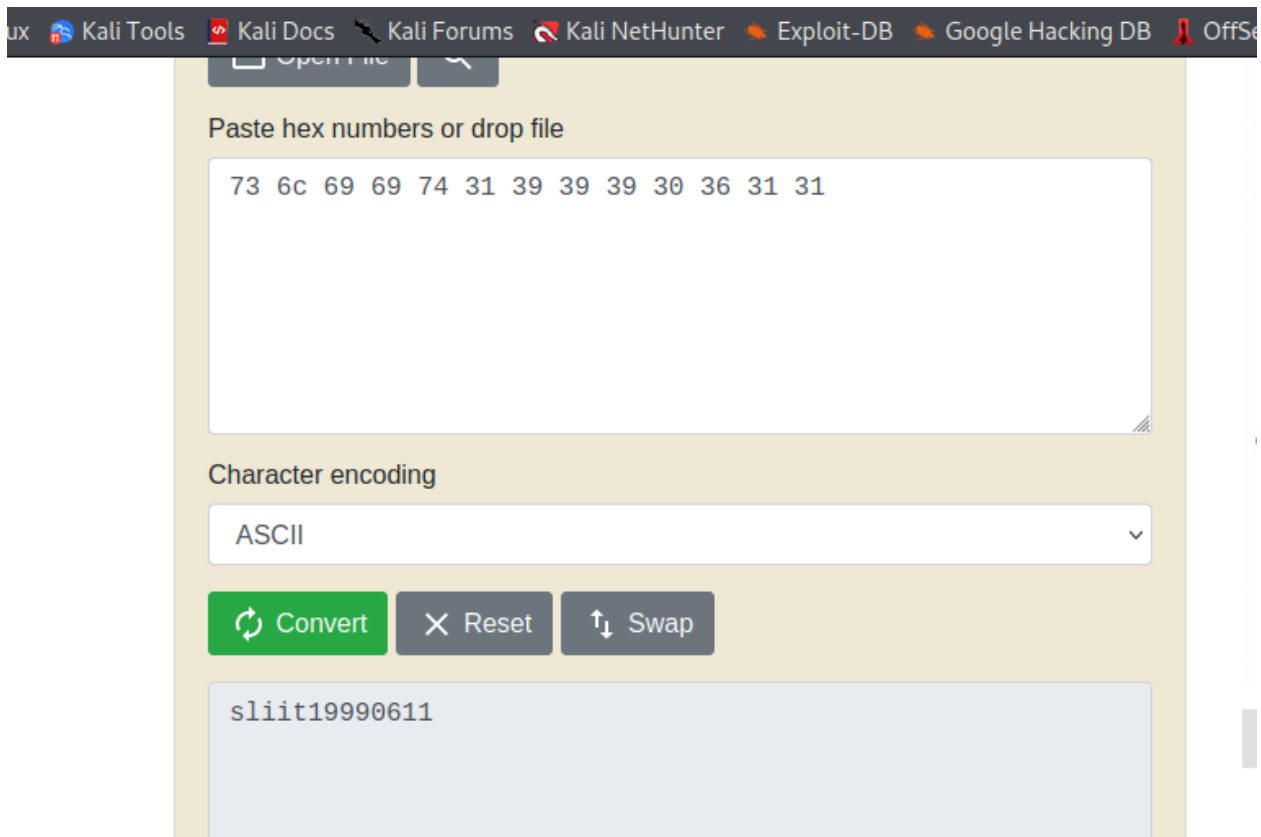 ux Kali Tools Kali Docs Kali Forums Kali NetHunter Exploit-DB Google Hacking DB OffSe
Open File
Paste hex numbers or drop file
73 6c 69 69 74 31 39 39 39 30 36 31 31
Character encoding
ASCII
Convert Reset Swap
sliit19990611